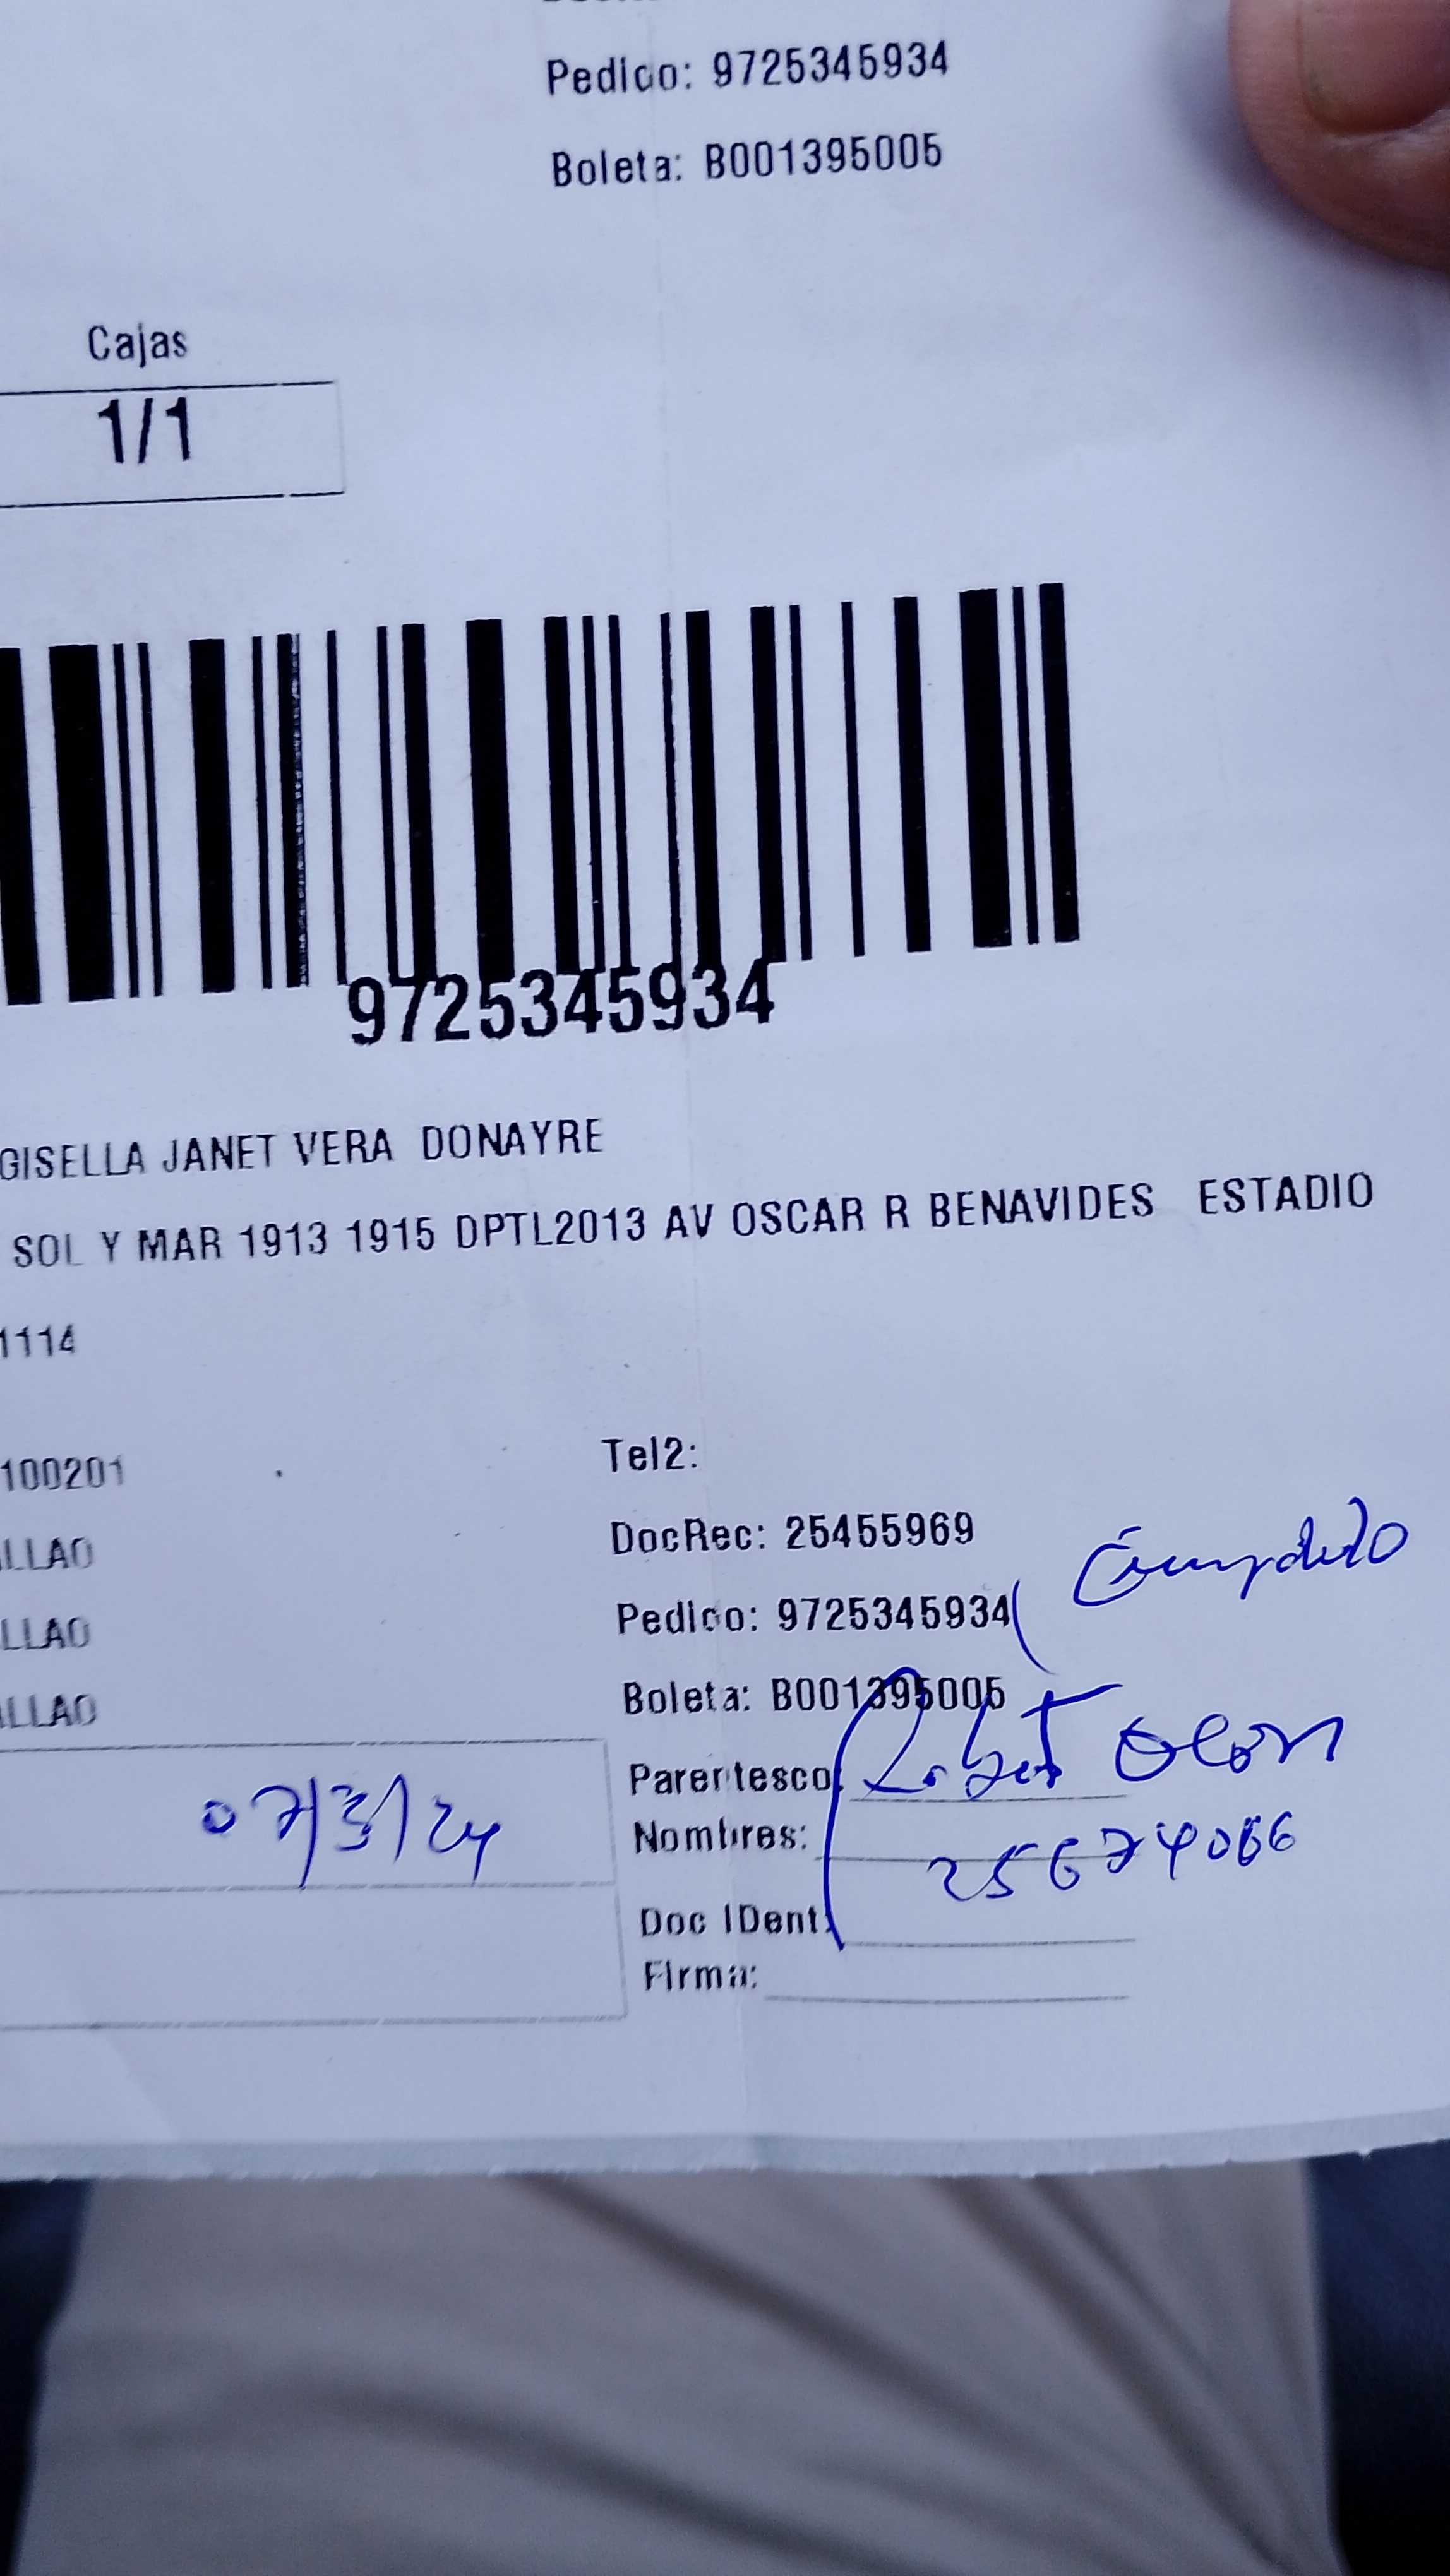 Pedido: 9725345934
Boleta: B001395005
Cajas
1/1
9725345934
GISELLA JANET VERA DONAYRE
SOL Y MAR 1913 1915 DPTL2013 AV OSCAR R BENAVIDES ESTADIO
1114
100201
Tel2:
DocRec: 25455969
LLAO
Pedido: 9725345934
LLAO
Boleta: B001395005
LLAO
Parentesco:
07/3/24
Nombres:
Doc IDent:
Firma: